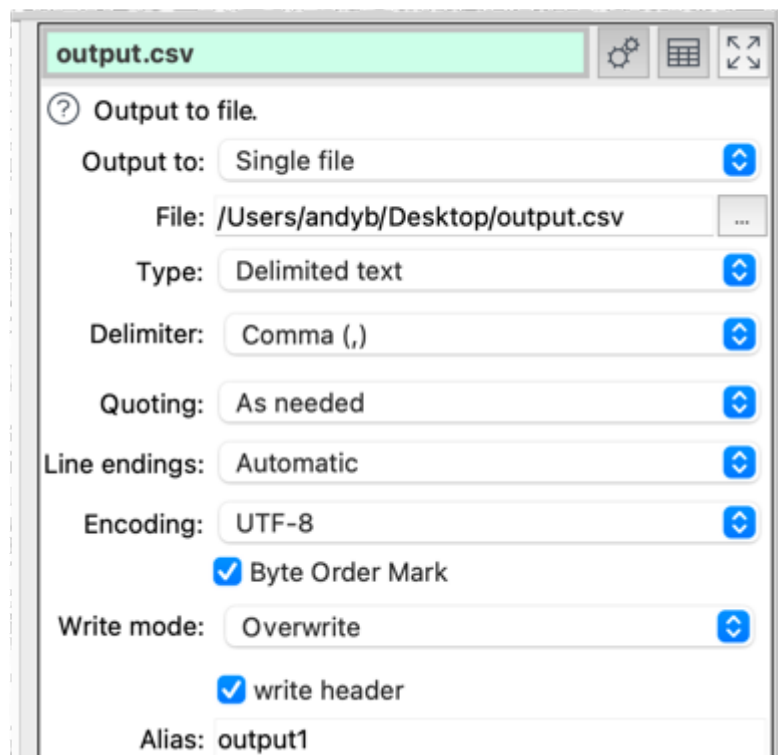 output.csv
? Output to file.
Output to: Single file
File: /Users/andyb/Desktop/output.csv ...
Type: Delimited text
Delimiter: Comma (,)
Quoting: As needed
Line endings: Automatic
Encoding: UTF-8
Byte Order Mark
Write mode: Overwrite
write header
Alias: output1